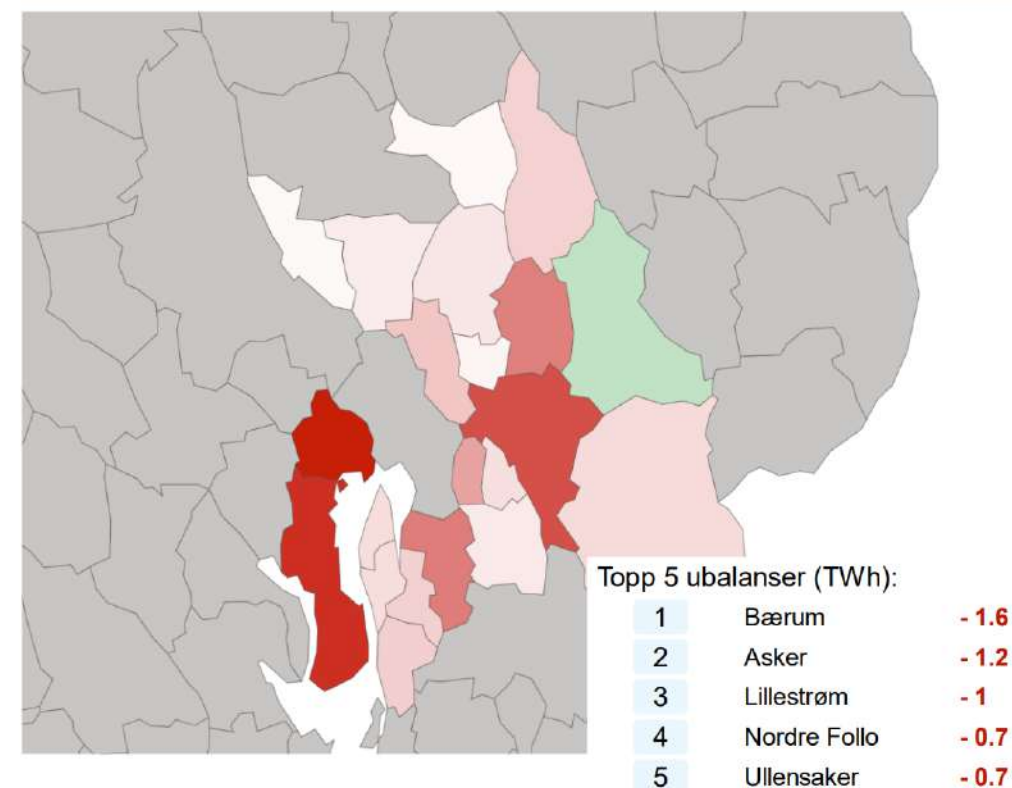 Topp 5 ubalanser (TWh):
1 Bærum - 1.6
2 Asker - 1.2
3 Lillestrøm - 1
4 Nordre Follo - 0.7
5 Ullensaker - 0.7